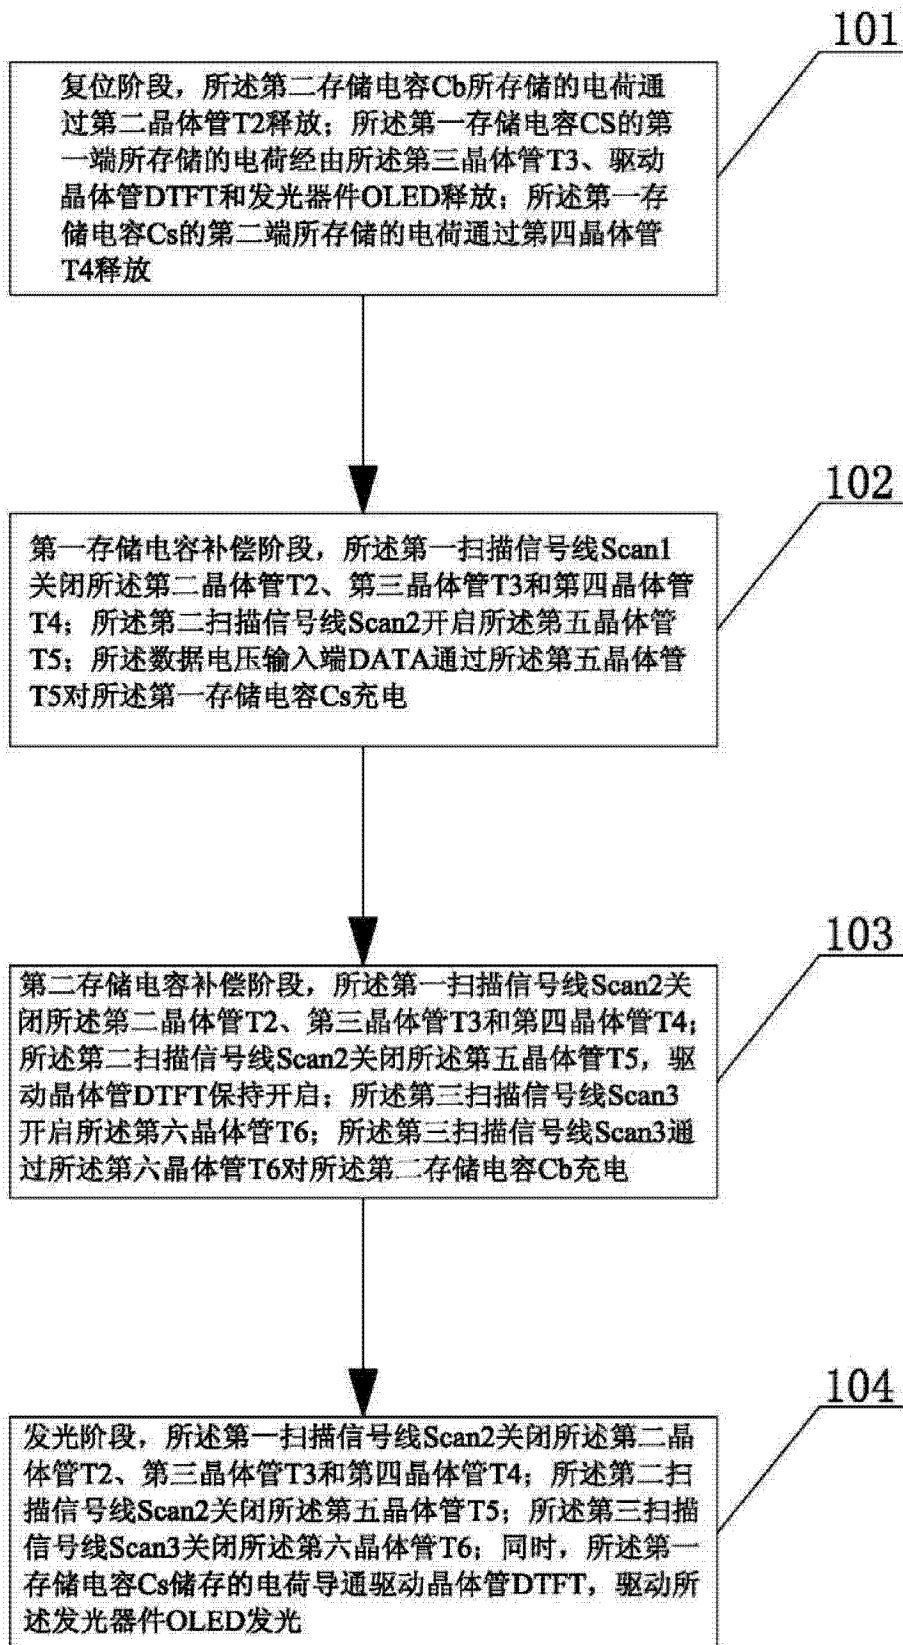 101
复位阶段，所述第二存储电容Cb所存储的电荷通
过第二晶体管T2释放；所述第一存储电容CS的第
一端所存储的电荷经由所述第三晶体管T3、驱动
晶体管DTFT和发光器件OLED释放；所述第一存
储电容Cs的第二端所存储的电荷通过第四晶体管
T4释放
102
第一存储电容补偿阶段，所述第一扫描信号线Scan1
关闭所述第二晶体管T2、第三晶体管T3和第四晶体管
T4；所述第二扫描信号线Scan2开启所述第五晶体管
T5；所述数据电压输入端DATA通过所述第五晶体管
T5对所述第一存储电容Cs充电
103
第二存储电容补偿阶段，所述第一扫描信号线Scan2关
闭所述第二晶体管T2、第三晶体管T3和第四晶体管T4；
所述第二扫描信号线Scan2关闭所述第五晶体管T5，驱
动晶体管DTFT保持开启；所述第三扫描信号线Scan3
开启所述第六晶体管T6；所述第三扫描信号线Scan3通
过所述第六晶体管T6对所述第二存储电容Cb充电
104
发光阶段，所述第一扫描信号线Scan2关闭所述第二晶
体管T2、第三晶体管T3和第四晶体管T4；所述第二扫
描信号线Scan2关闭所述第五晶体管T5；所述第三扫描
信号线Scan3关闭所述第六晶体管T6；同时，所述第一
存储电容Cs储存的电荷导通驱动晶体管DTFT，驱动所
述发光器件OLED发光